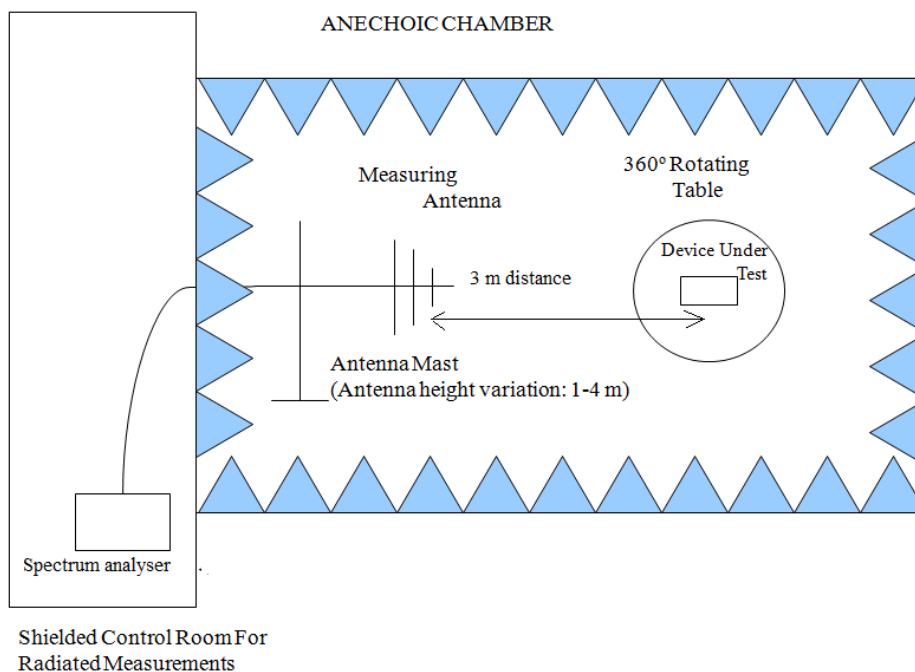 ANECHOIC CHAMBER
Measuring
Antenna
360º Rotating
Table
Device Under
Test
3 m distance
Antenna Mast
(Antenna height variation: 1-4 m)
Spectrum analyser
Shielded Control Room For
Radiated Measurements